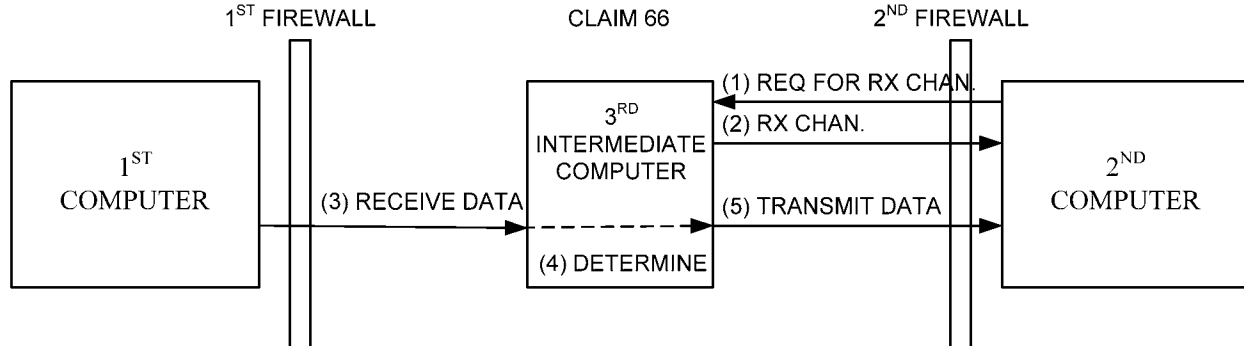 1ST FIREWALL
CLAIM 66
2ND FIREWALL
(1) REQ FOR RX CHAN.
(2) RX CHAN.
3RD
INTERMEDIATE
COMPUTER
1ST
COMPUTER
2ND
COMPUTER
(3) RECEIVE DATA
(5) TRANSMIT DATA
(4) DETERMINE